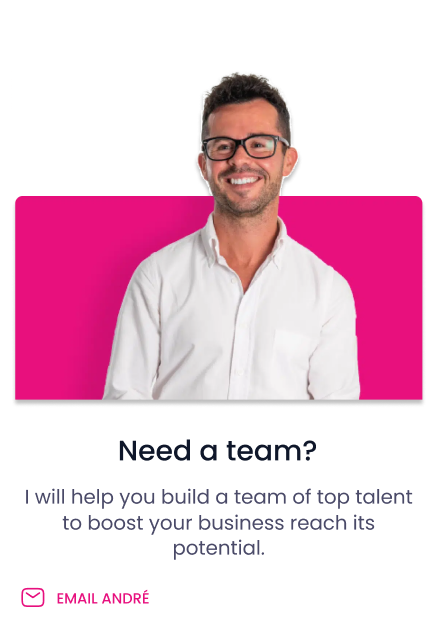 Need a team?
I will help you build a team of top talent
to boost your business reach its
potential.
EMAIL ANDRÉ